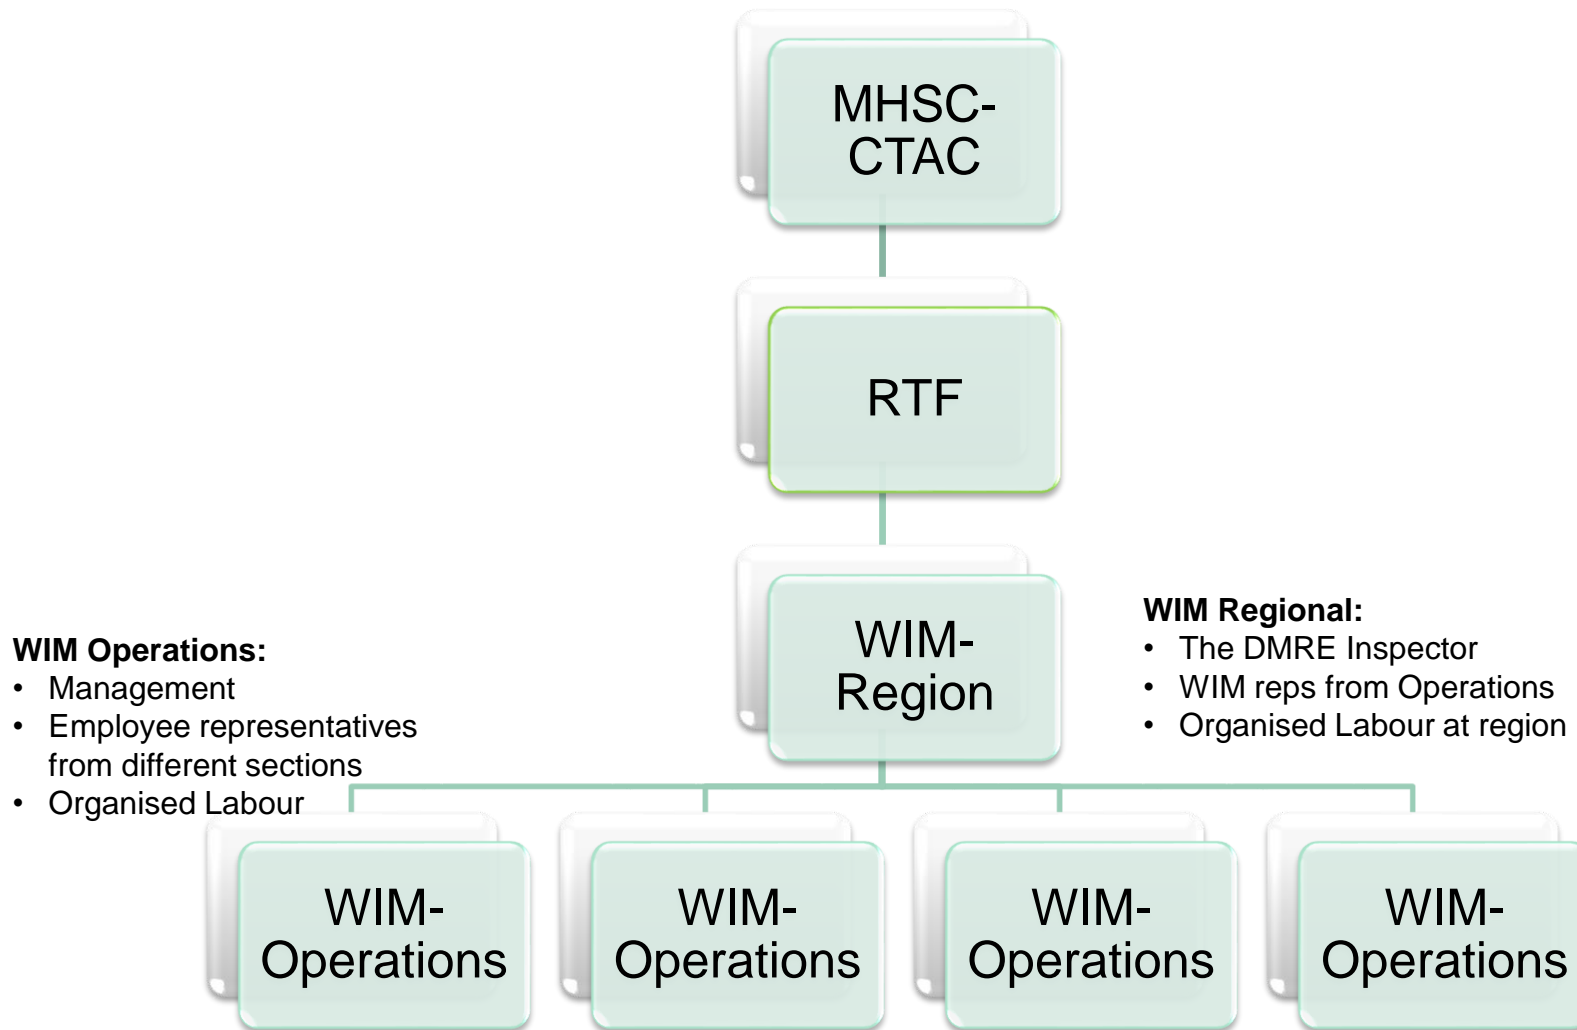 MHSC-
CTAC
RTF
WIM-
Region
WIM Operations:
• Management
• Employee representatives
from different sections
• Organised Labour
WIM Regional:
• The DMRE Inspector
• WIM reps from Operations
• Organised Labour at region
WIM-
Operations
WIM-
Operations
WIM-
Operations
WIM-
Operations